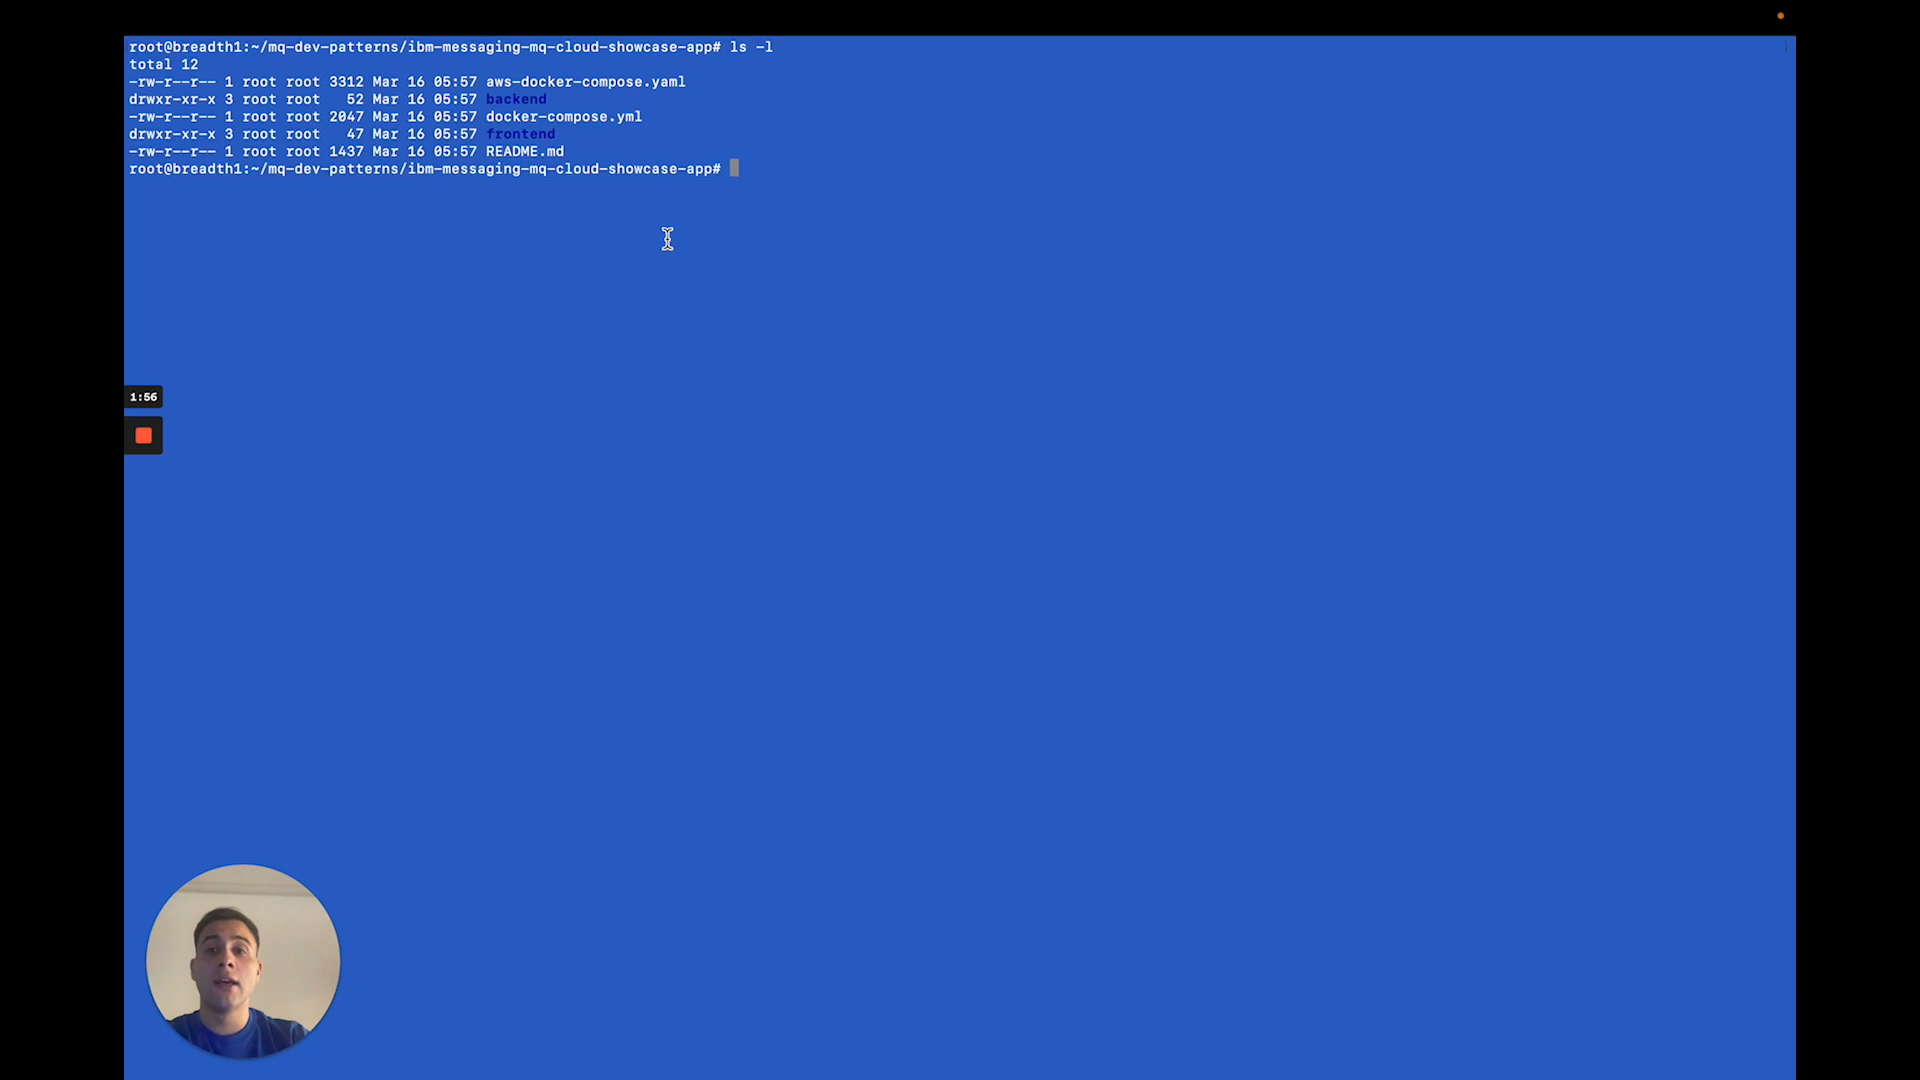 root@breadth1:~/mq-dev-patterns/ibm-messaging-mq-cloud-showcase-app# ls -l
total 12
-rw-r--r-- 1 root root 3312 Mar 16 05:57 aws-docker-compose.yaml
drwxr-xr-x 3 root root   52 Mar 16 05:57 backend
-rw-r--r-- 1 root root 2047 Mar 16 05:57 docker-compose.yml
drwxr-xr-x 3 root root   47 Mar 16 05:57 frontend
-rw-r--r-- 1 root root 1437 Mar 16 05:57 README.md
root@breadth1:~/mq-dev-patterns/ibm-messaging-mq-cloud-showcase-app#
1:56